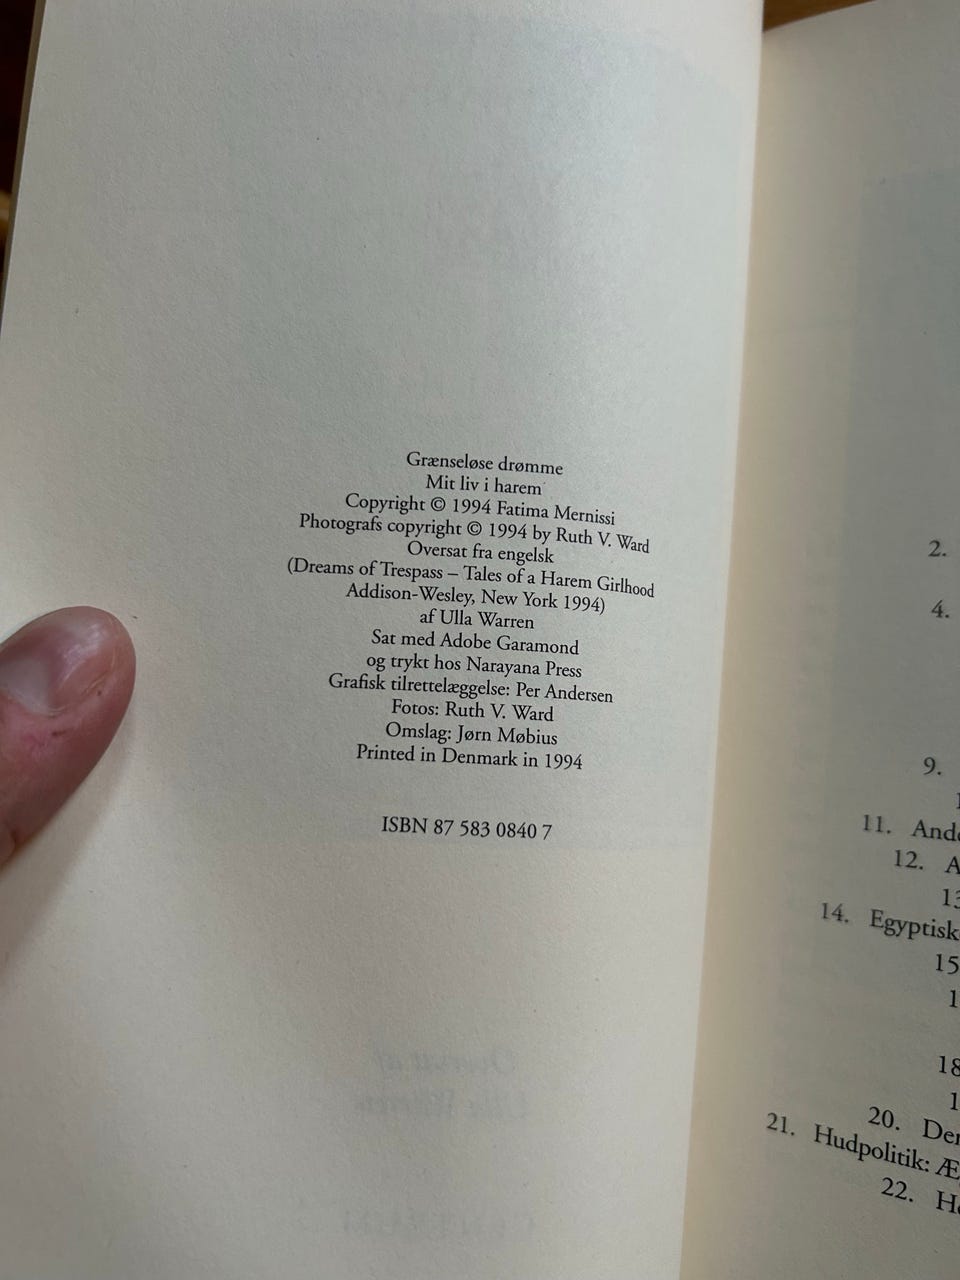 Grænseløse drømme
Mit liv i harem
Copyright © 1994 Fatima Mernissi
Photografs copyright © 1994 by Ruth V. Ward
Oversat fra engelsk
(Dreams of Trespass – Tales of a Harem Girlhood
Addison-Wesley, New York 1994)
af Ulla Warren
Sat med Adobe Garamond
og trykt hos Narayana Press
Grafisk tilrettelæggelse: Per Andersen
Fotos: Ruth V. Ward
Omslag: Jørn Møbius
Printed in Denmark in 1994
ISBN 87 583 0840 7
2.
4.
9.
11.
12.
14. Egyptisk
15
18
20.
21. Hudpolitik:
22.